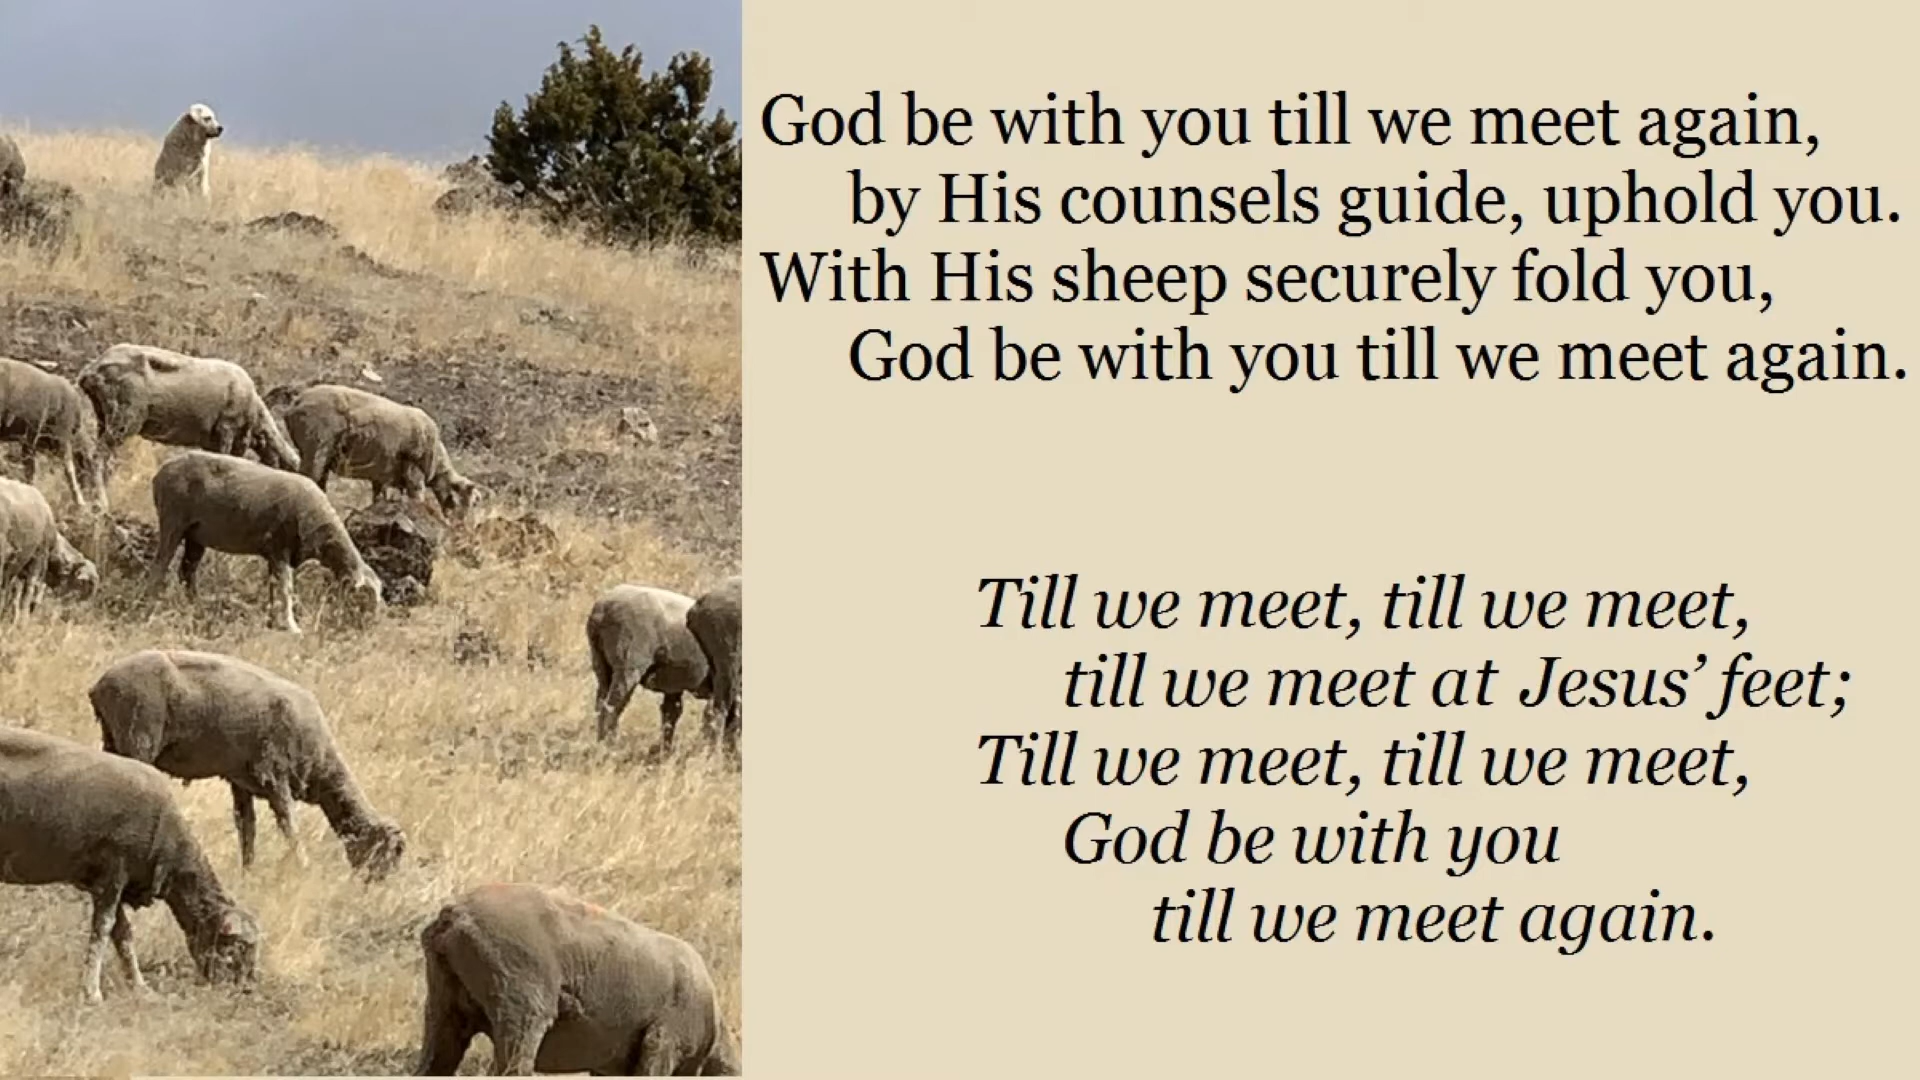 God be with you till we meet again,
by His counsels guide, uphold you.
With His sheep securely fold you,
God be with you till we meet again.
Till we meet, till we meet,
till we meet at Jesus’ feet;
Till we meet, till we meet,
God be with you
till we meet again.